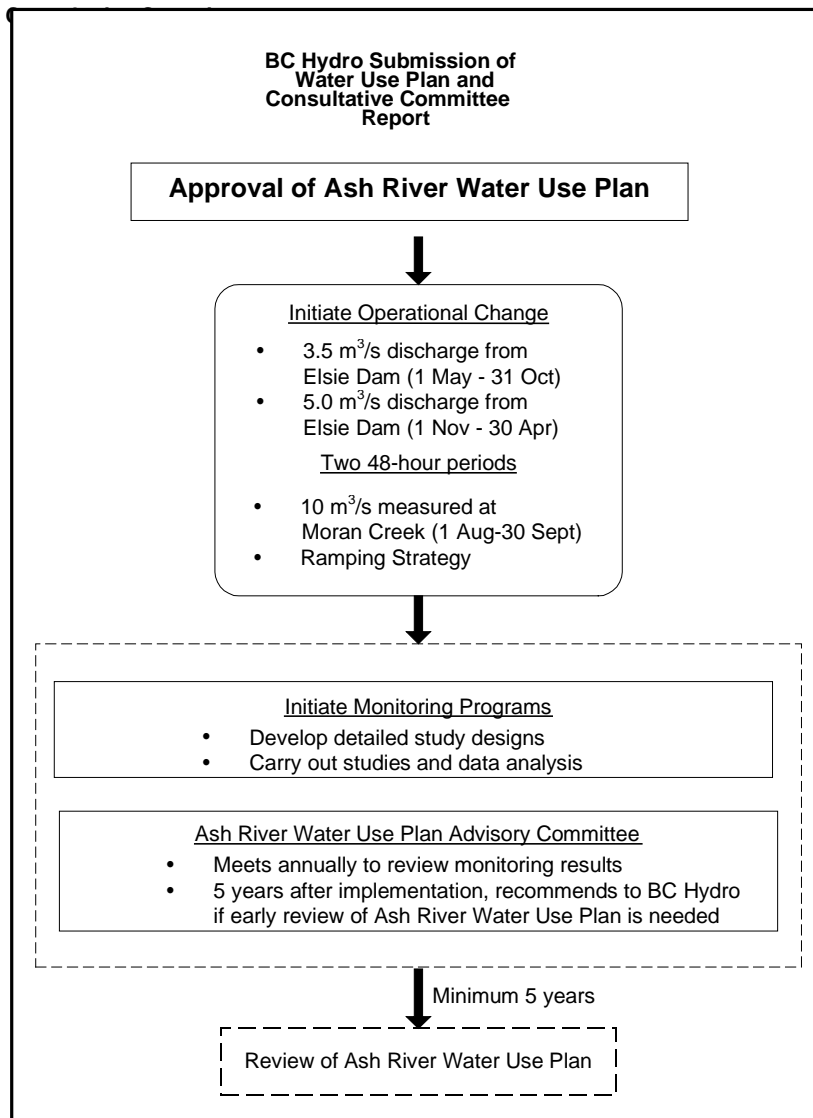 BC Hydro Submission of
Water Use Plan and
Consultative Committee
Report
Approval of Ash River Water Use Plan
Initiate Operational Change
• 3.5 m³/s discharge from
Elsie Dam (1 May - 31 Oct)
• 5.0 m³/s discharge from
Elsie Dam (1 Nov - 30 Apr)
Two 48-hour periods
• 10 m³/s measured at
Moran Creek (1 Aug-30 Sept)
• Ramping Strategy
Initiate Monitoring Programs
• Develop detailed study designs
• Carry out studies and data analysis
Ash River Water Use Plan Advisory Committee
• Meets annually to review monitoring results
• 5 years after implementation, recommends to BC Hydro
if early review of Ash River Water Use Plan is needed
Minimum 5 years
Review of Ash River Water Use Plan